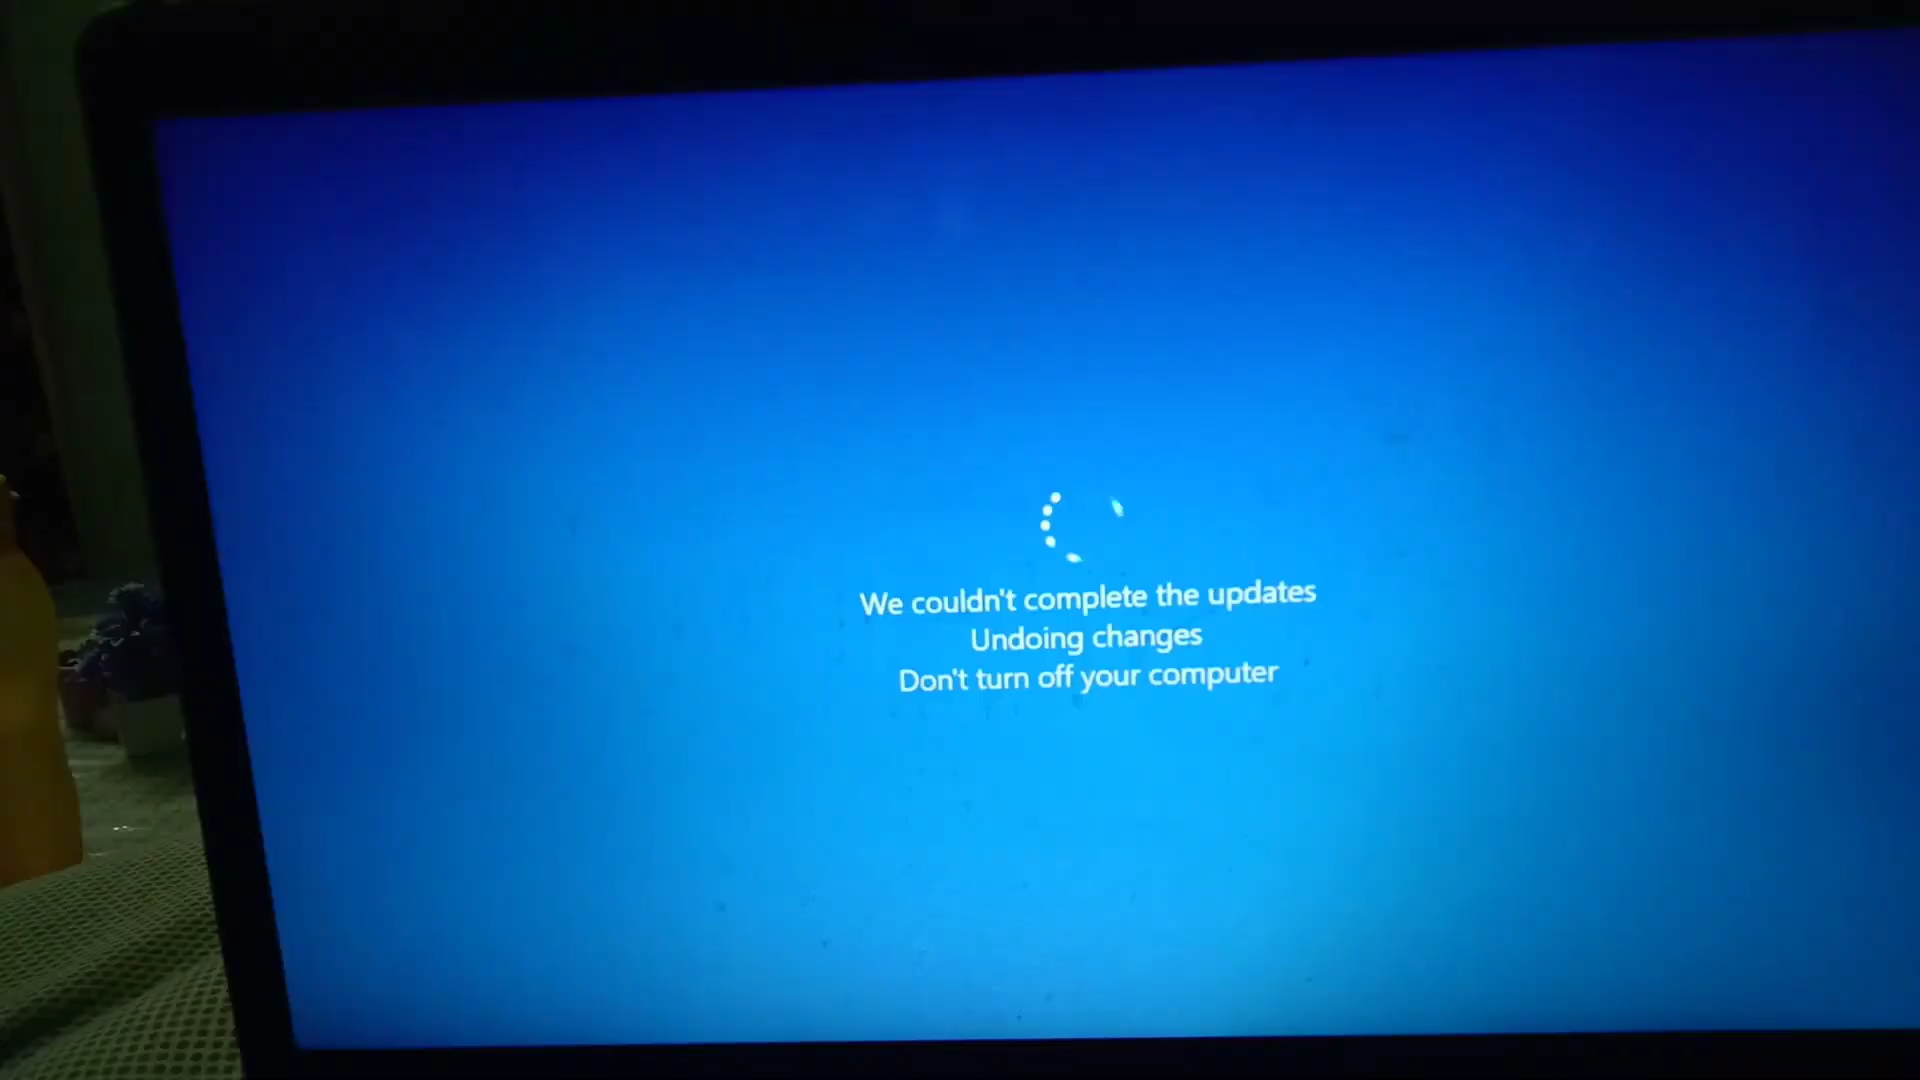 We couldn't complete the updates
Undoing changes
Don't turn off your computer